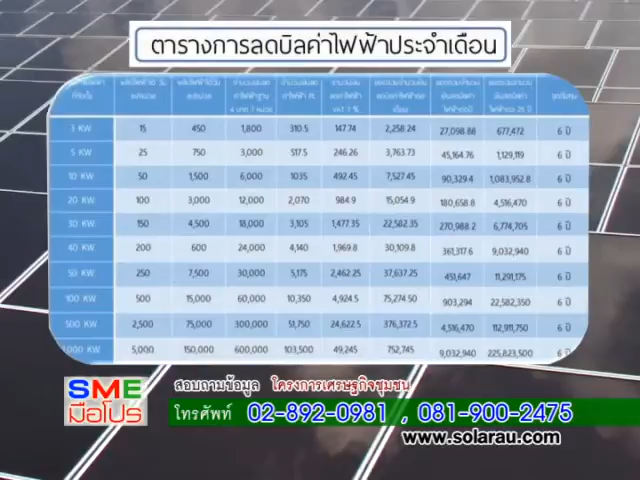 ตารางการลดบิลค่าไฟฟ้าประจำเดือน
3 KW 15 450 1,800 310.5 147.74 2,258.24 27,098.88 677,472 6 ปี
5 KW 25 750 3,000 517.5 246.26 3,763.73 45,164.76 1,129,119 6 ปี
10 KW 50 1,500 6,000 1035 492.45 7,527.45 90,329.4 1,083,952.8 6 ปี
20 KW 100 3,000 12,000 2,070 984.9 15,054.9 180,658.8 4,516,470 6 ปี
30 KW 150 4,500 18,000 3,105 1,477.35 22,582.35 270,988.2 6,774,705 6 ปี
40 KW 200 600 24,000 4,140 1,969.8 30,109.8 361,317.6 9,032,940 6 ปี
50 KW 250 7,500 30,000 5,175 2,462.25 37,637.25 451,647 11,291,175 6 ปี
100 KW 500 15,000 60,000 10,350 4,924.5 75,274.50 903,294 22,582,350 6 ปี
500 KW 2,500 75,000 300,000 51,750 24,622.5 376,372.5 4,516,470 112,911,750 6 ปี
1,000 KW 5,000 150,000 600,000 103,500 49,245 752,745 9,032,940 225,823,500 6 ปี
SME สอบถามข้อมูล โครงการเศรษฐกิจชุมชน
มือโปร โทรศัพท์ 02-892-0981 , 081-900-2475
www.solarau.com